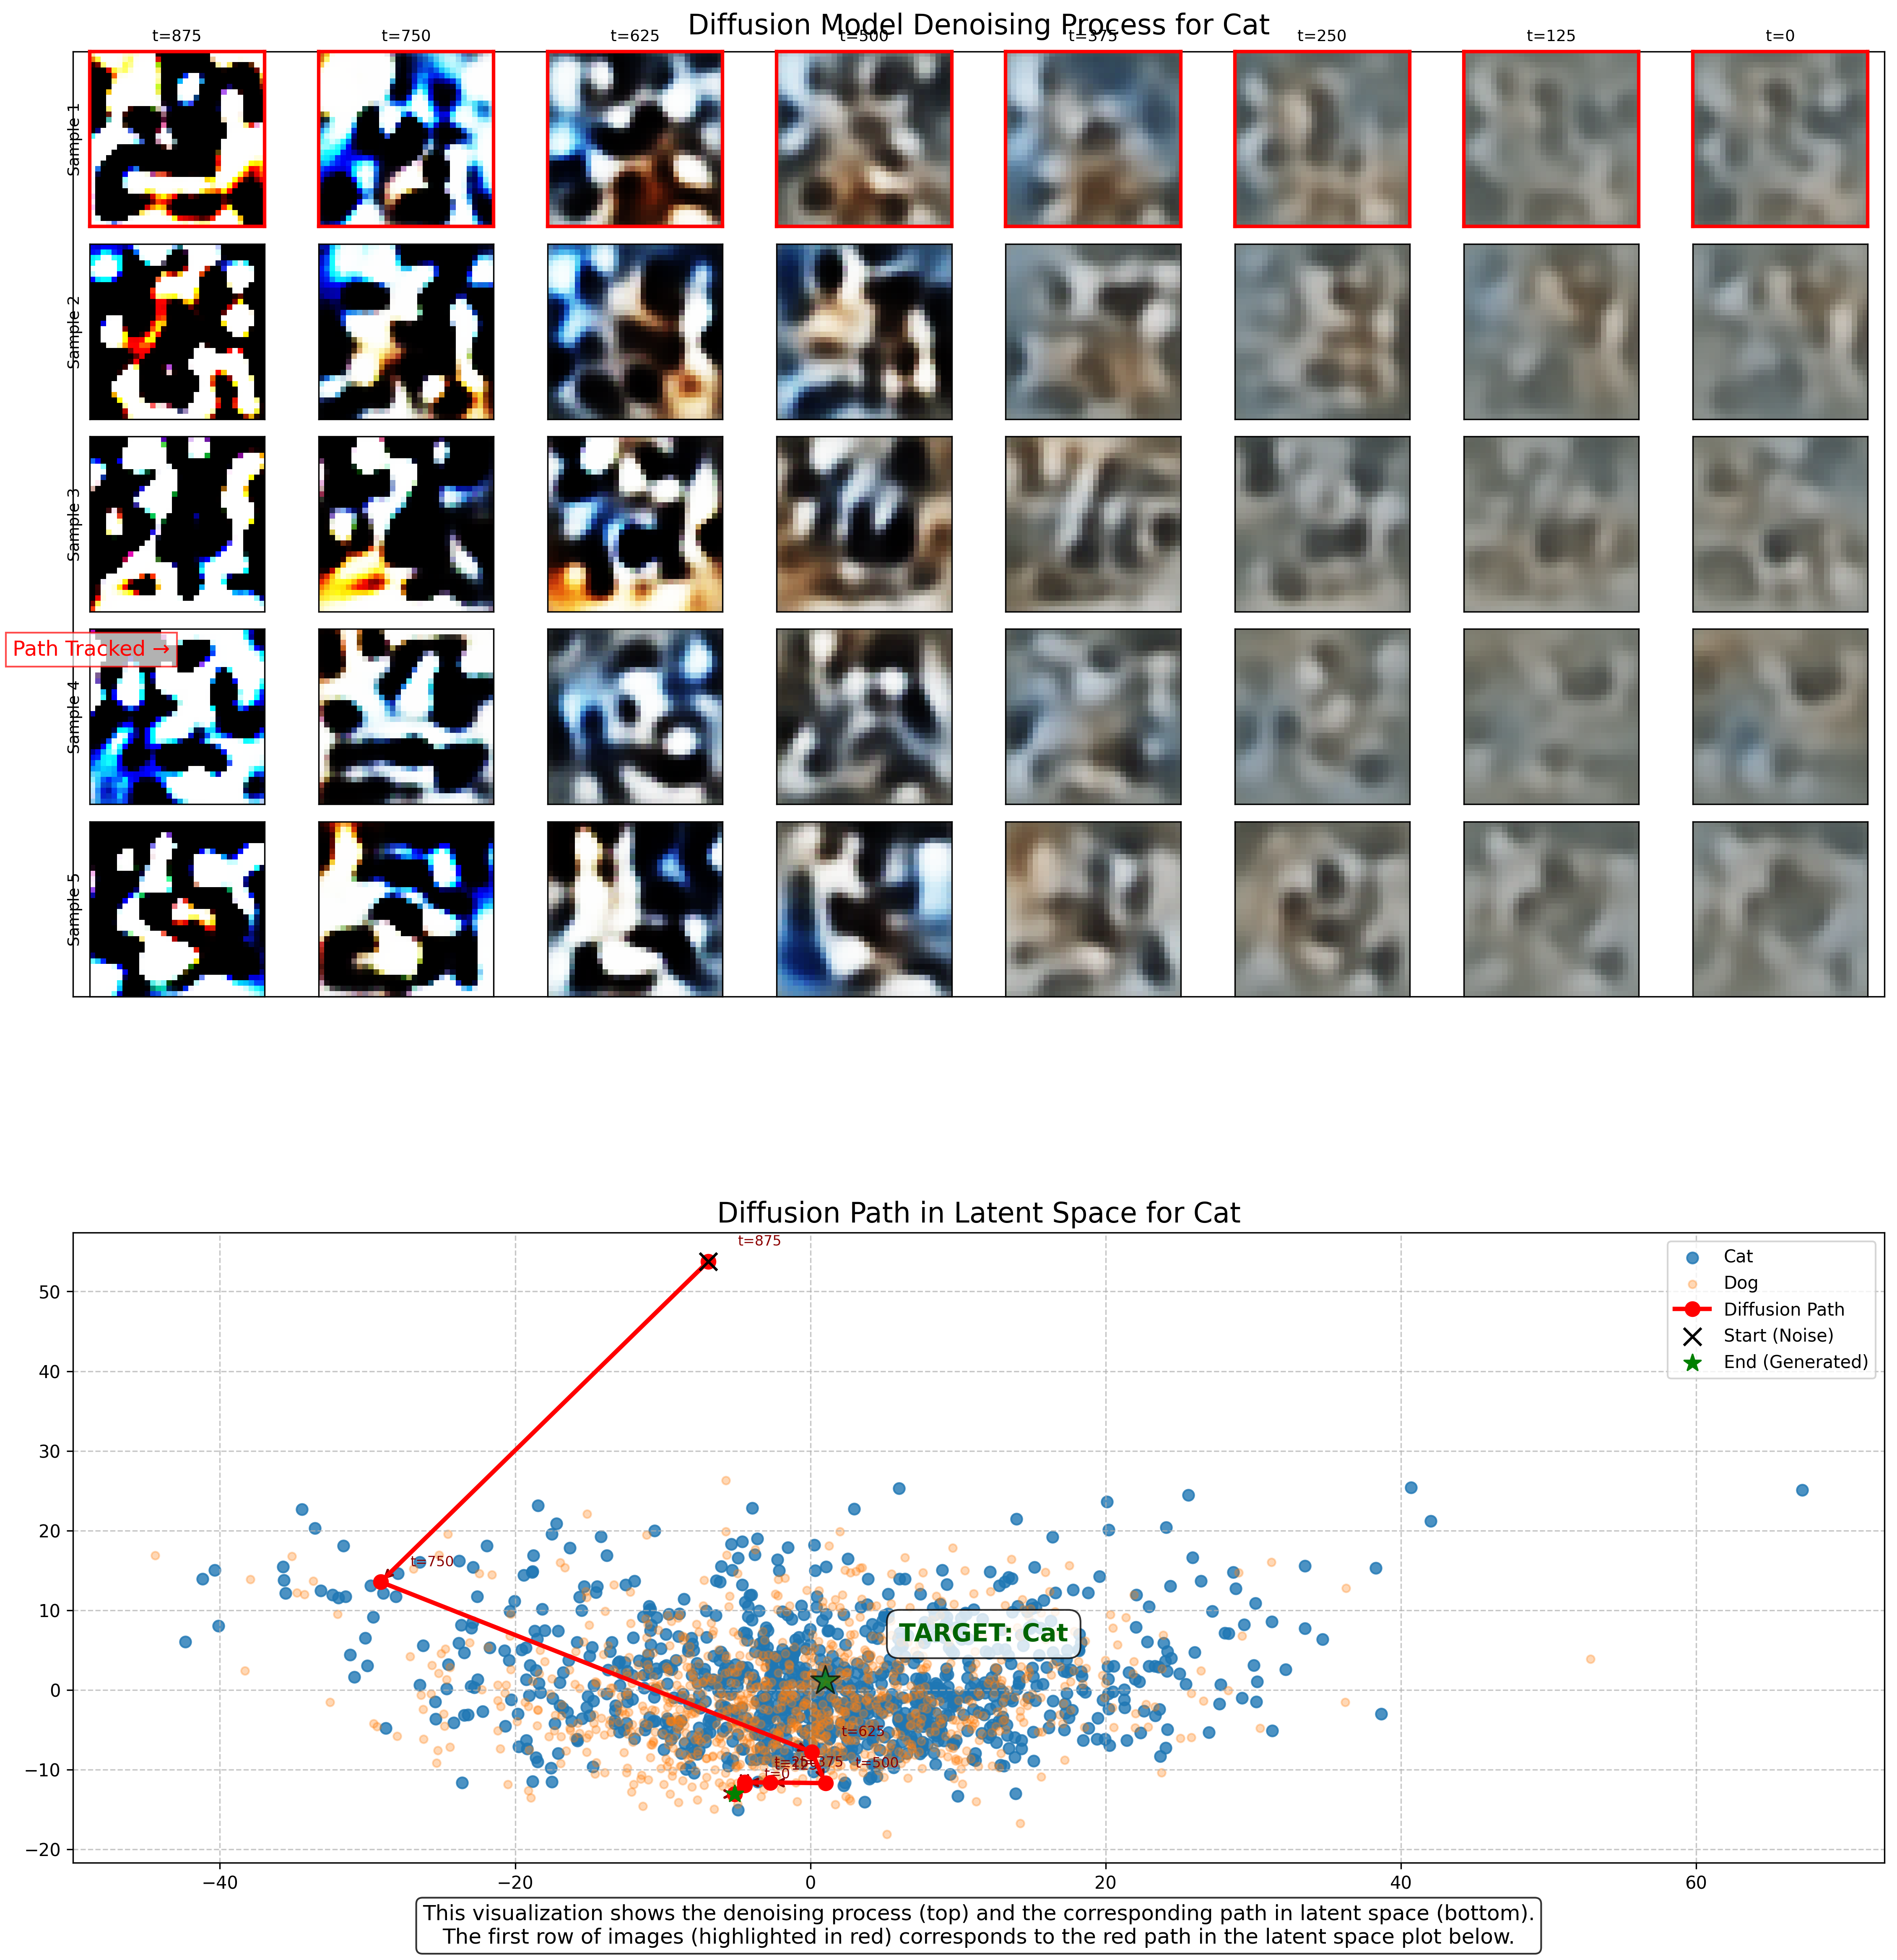 Diffusion Model Denoising Process for Cat
t=875 t=750 t=625 t=500 t=375 t=250 t=125 t=0
Sample 1
Sample 2
Sample 3
Path Tracked →
Sample 4
Sample 5
Diffusion Path in Latent Space for Cat
t=875
Cat
Dog
Diffusion Path
Start (Noise)
End (Generated)
50
40
30
20
10
0
−10
−20
t=750
TARGET: Cat
t=625
t=375 t=500
t=0
−40 −20 0 20 40 60
This visualization shows the denoising process (top) and the corresponding path in latent space (bottom).
The first row of images (highlighted in red) corresponds to the red path in the latent space plot below.